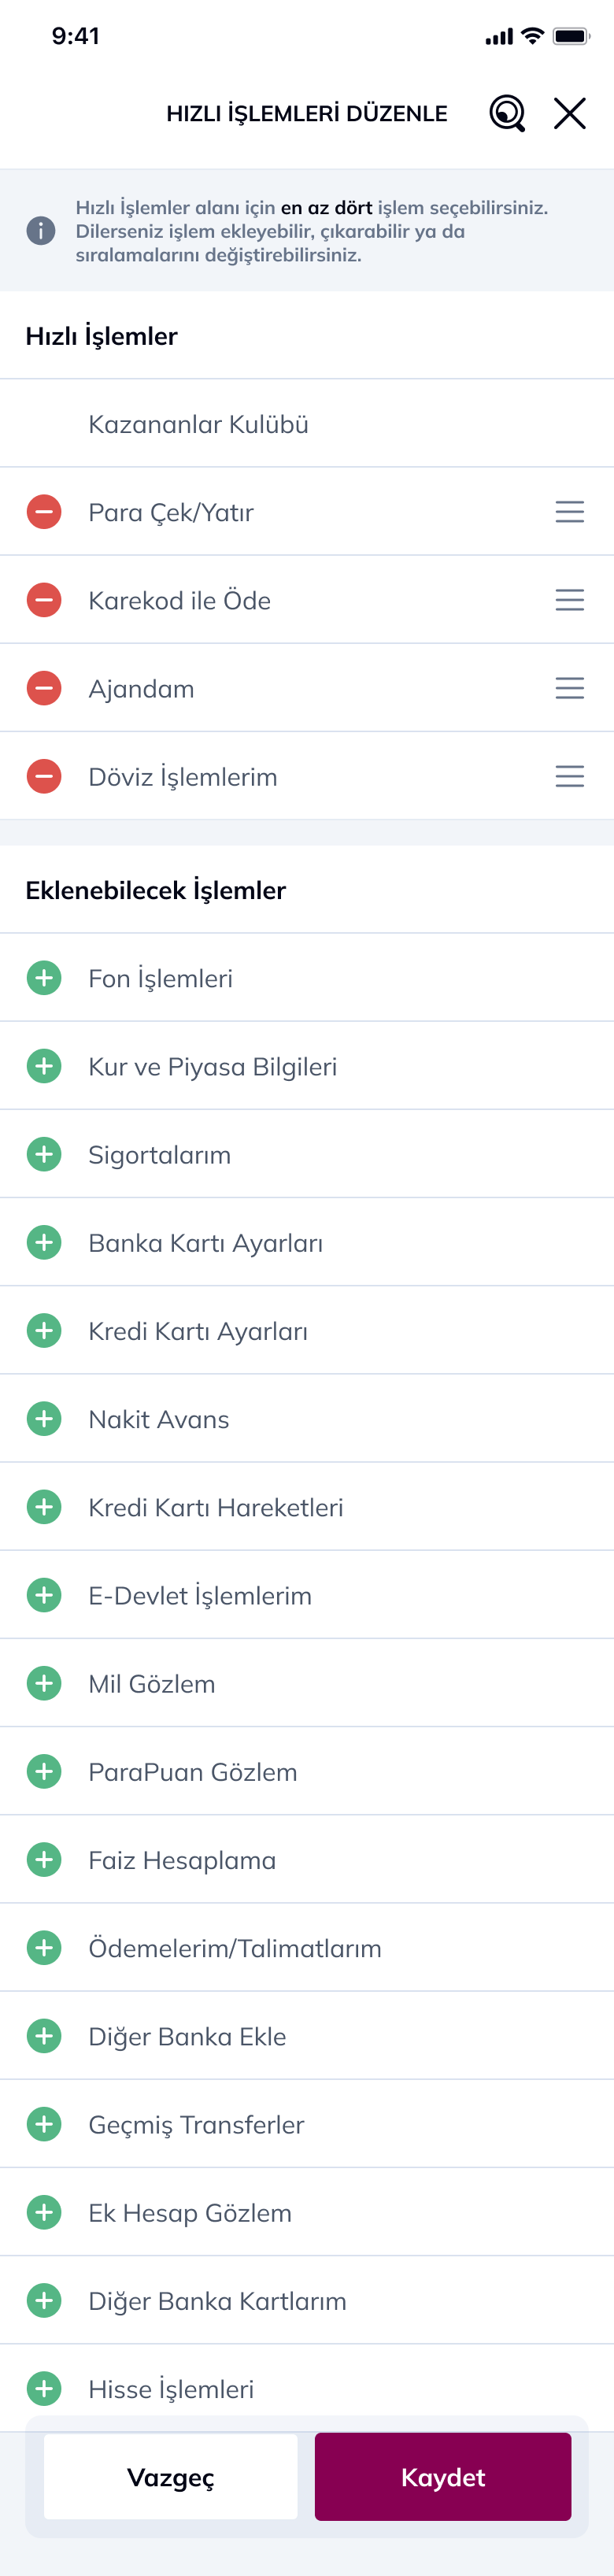 9:41
HIZLI İŞLEMLERİ DÜZENLE
Hızlı İşlemler alanı için en az dört işlem seçebilirsiniz.
Dilerseniz işlem ekleyebilir, çıkarabilir ya da
sıralamalarını değiştirebilirsiniz.
Hızlı İşlemler
Kazananlar Kulübü
Para Çek/Yatır
Karekod ile Öde
Ajandam
Döviz İşlemlerim
Eklenebilecek İşlemler
Fon İşlemleri
Kur ve Piyasa Bilgileri
Sigortalarım
Banka Kartı Ayarları
Kredi Kartı Ayarları
Nakit Avans
Kredi Kartı Hareketleri
E-Devlet İşlemlerim
Mil Gözlem
ParaPuan Gözlem
Faiz Hesaplama
Ödemelerim/Talimatlarım
Diğer Banka Ekle
Geçmiş Transferler
Ek Hesap Gözlem
Diğer Banka Kartlarım
Hisse İşlemleri
Vazgeç
Kaydet